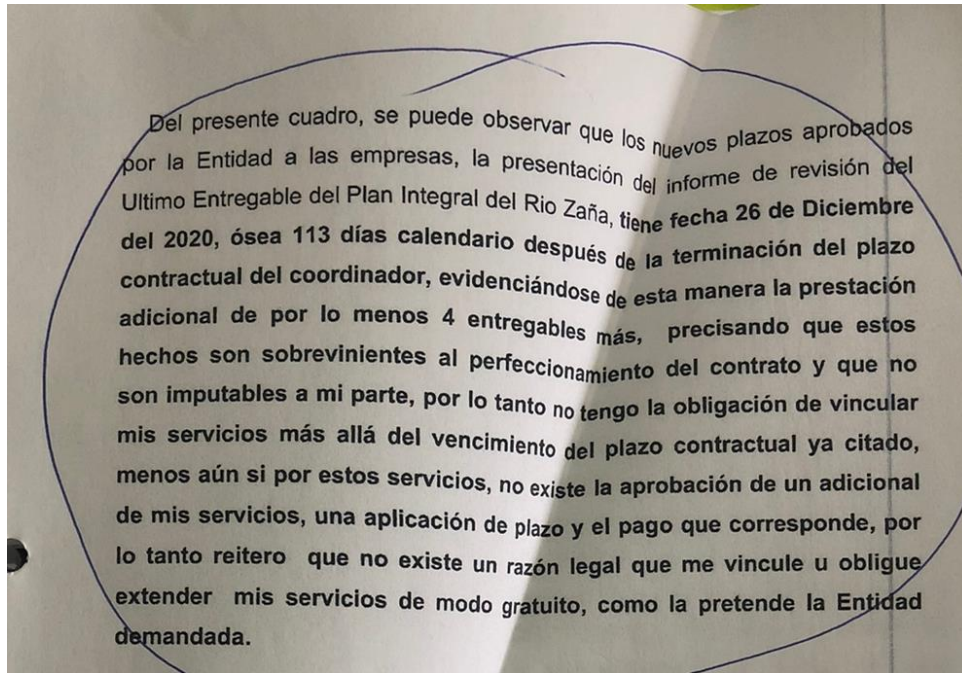 Del presente cuadro, se puede observar que los nuevos plazos aprobados
por la Entidad a las empresas, la presentación del informe de revisión del
Ultimo Entregable del Plan Integral del Rio Zaña, tiene fecha 26 de Diciembre
del 2020, ósea 113 días calendario después de la terminación del plazo
contractual del coordinador, evidenciándose de esta manera la prestación
adicional de por lo menos 4 entregables más, precisando que estos
hechos son sobrevinientes al perfeccionamiento del contrato y que no
son imputables a mi parte, por lo tanto no tengo la obligación de vincular
mis servicios más allá del vencimiento del plazo contractual ya citado,
menos aún si por estos servicios, no existe la aprobación de un adicional
de mis servicios, una aplicación de plazo y el pago que corresponde, por
lo tanto reitero que no existe un razón legal que me vincule u obligue
extender mis servicios de modo gratuito, como la pretende la Entidad
demandada.